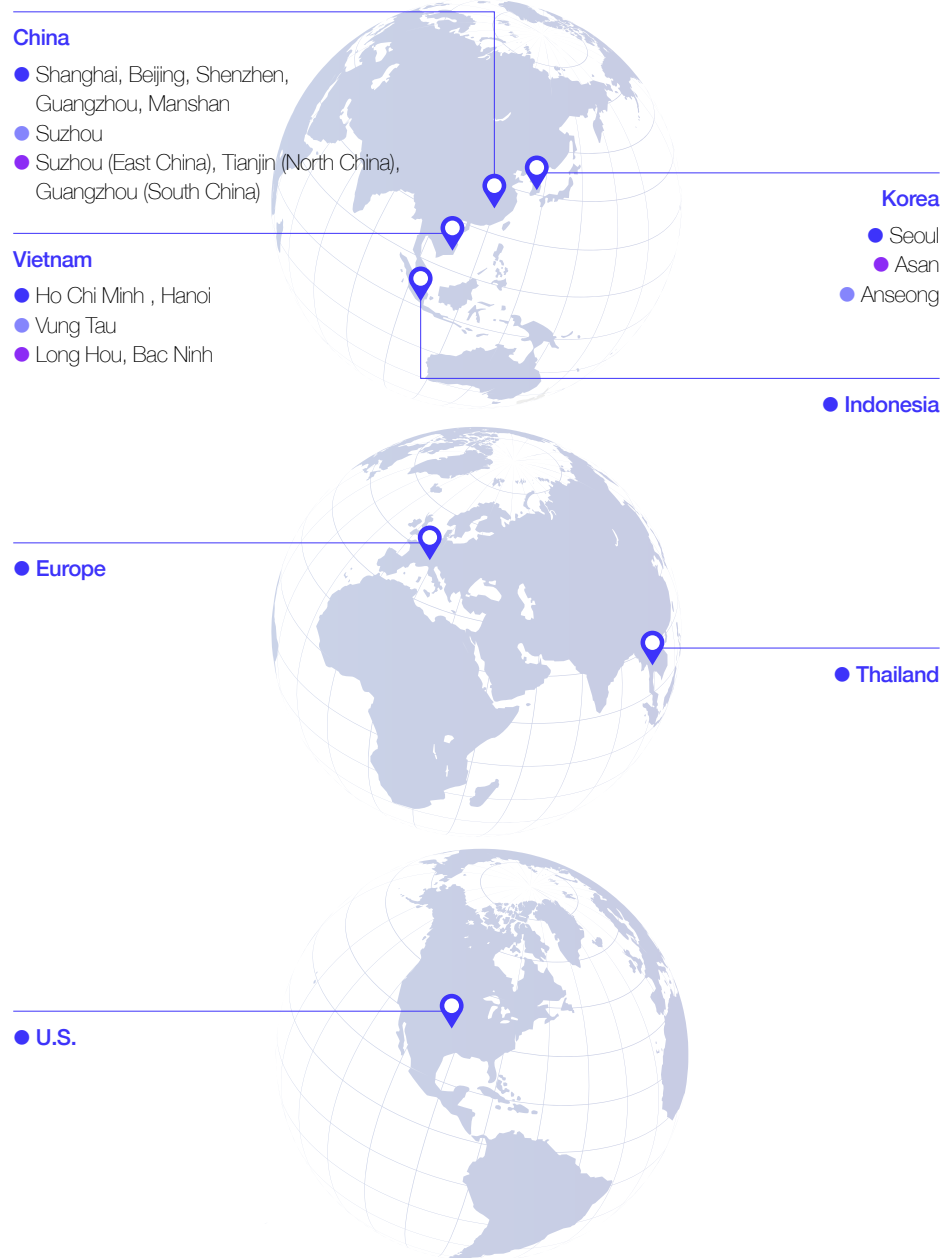 China
Shanghai, Beijing, Shenzhen,
Guangzhou, Manshan
Suzhou
Suzhou (East China), Tianjin (North China),
Guangzhou (South China)
Korea
Seoul
Asan
Anseong
Vietnam
Ho Chi Minh , Hanoi
Vung Tau
Long Hou, Bac Ninh
Indonesia
Europe
Thailand
U.S.